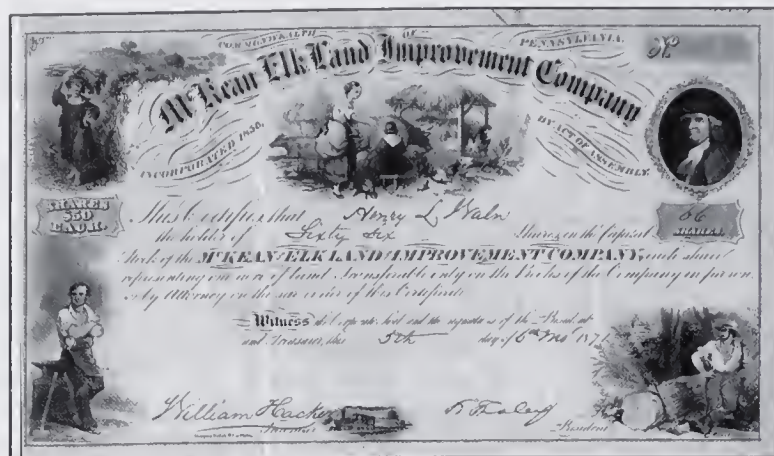 COMMONWEALTH OF PENNSYLVANIA.
No
McKean Elk Land Improvement Company
INCORPORATED 1856, BY ACT OF ASSEMBLY.
SHARES $50 EACH.
This Certifies that Henry L Waln
the holder of Sixty Six Shares in the Capital
66 SHARES
Stock of the McKEAN ELK LAND IMPROVEMENT COMPANY, each share
representing one acre of Land. Transferable only on the Books of the Company in person
or by Attorney on the surrender of this Certificate
Witness the Corporate Seal and the signatures of the President
and Treasurer, this 5th day of 6th Mo 187
William Hacker
Treasurer
President